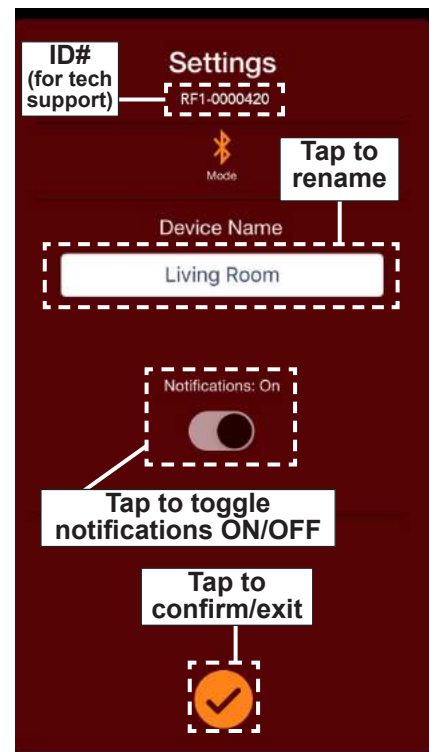 ID#
(for tech
support)
Settings
RF1-0000420
Mode
Tap to
rename
Device Name
Living Room
Notifications: On
Tap to toggle
notifications ON/OFF
Tap to
confirm/exit